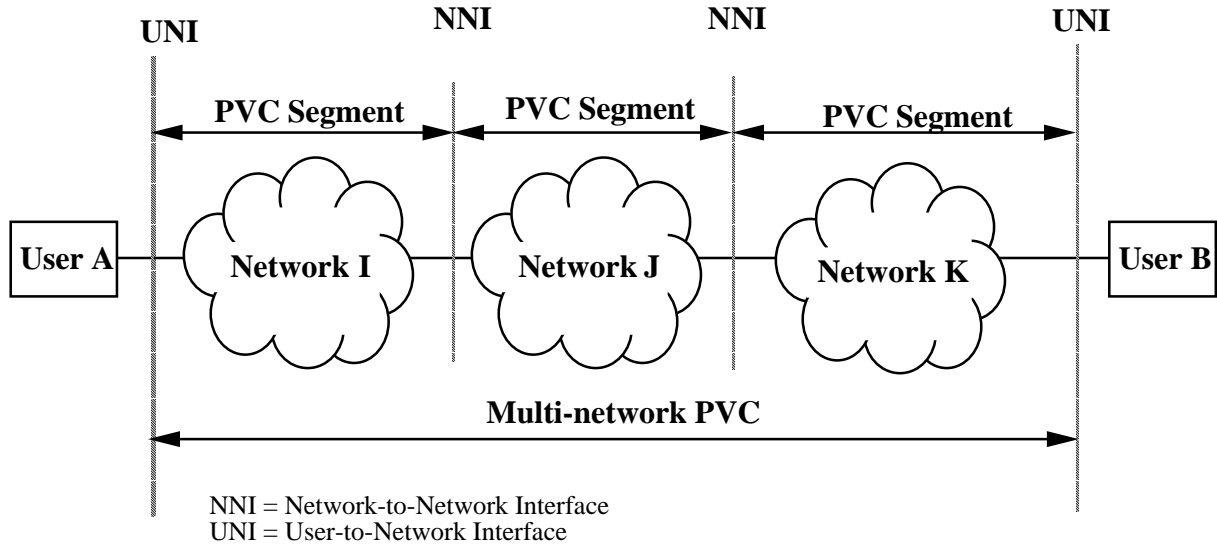 UNI
NNI
NNI
UNI
PVC Segment
PVC Segment
PVC Segment
User A
Network I
Network J
Network K
User B
Multi-network PVC
NNI = Network-to-Network Interface
UNI = User-to-Network Interface